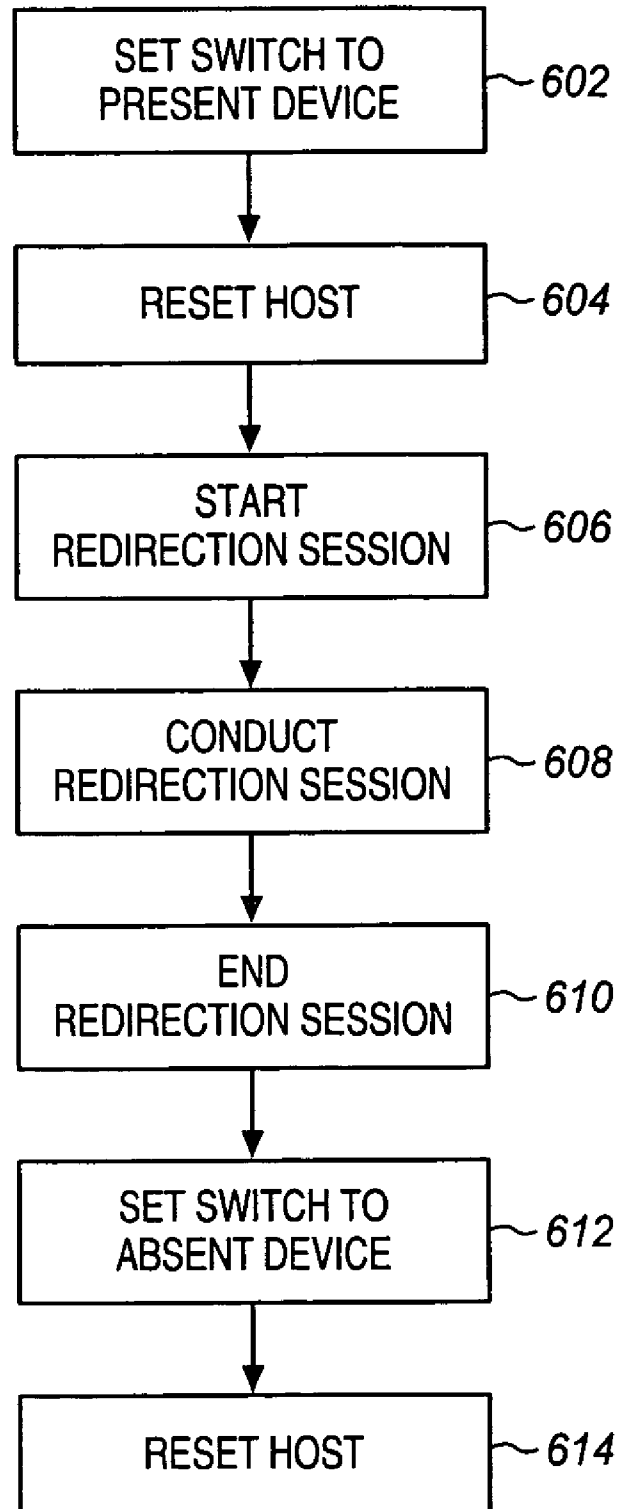 SET SWITCH TO
PRESENT DEVICE
602
RESET HOST
604
START
REDIRECTION SESSION
606
CONDUCT
REDIRECTION SESSION
608
END
REDIRECTION SESSION
610
SET SWITCH TO
ABSENT DEVICE
612
RESET HOST
614